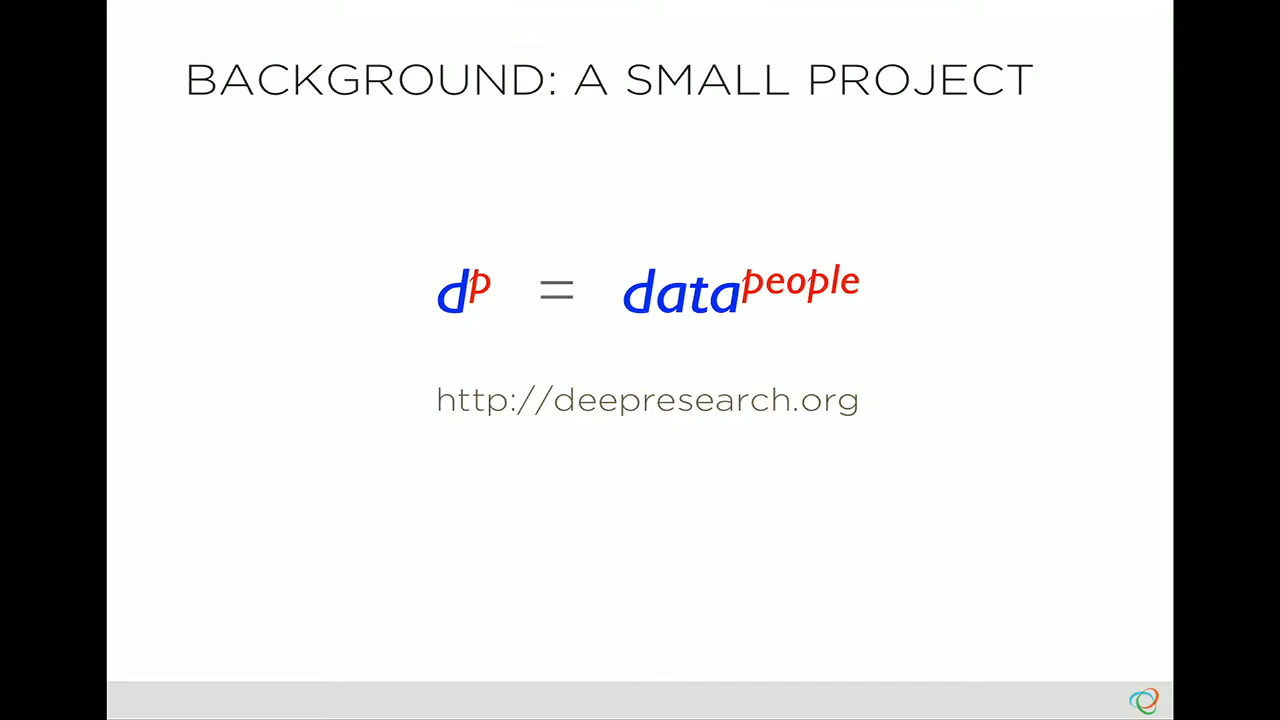 BACKGROUND: A SMALL PROJECT
dᵖ = dataᵖᵉᵒᵖˡᵉ
http://deepresearch.org